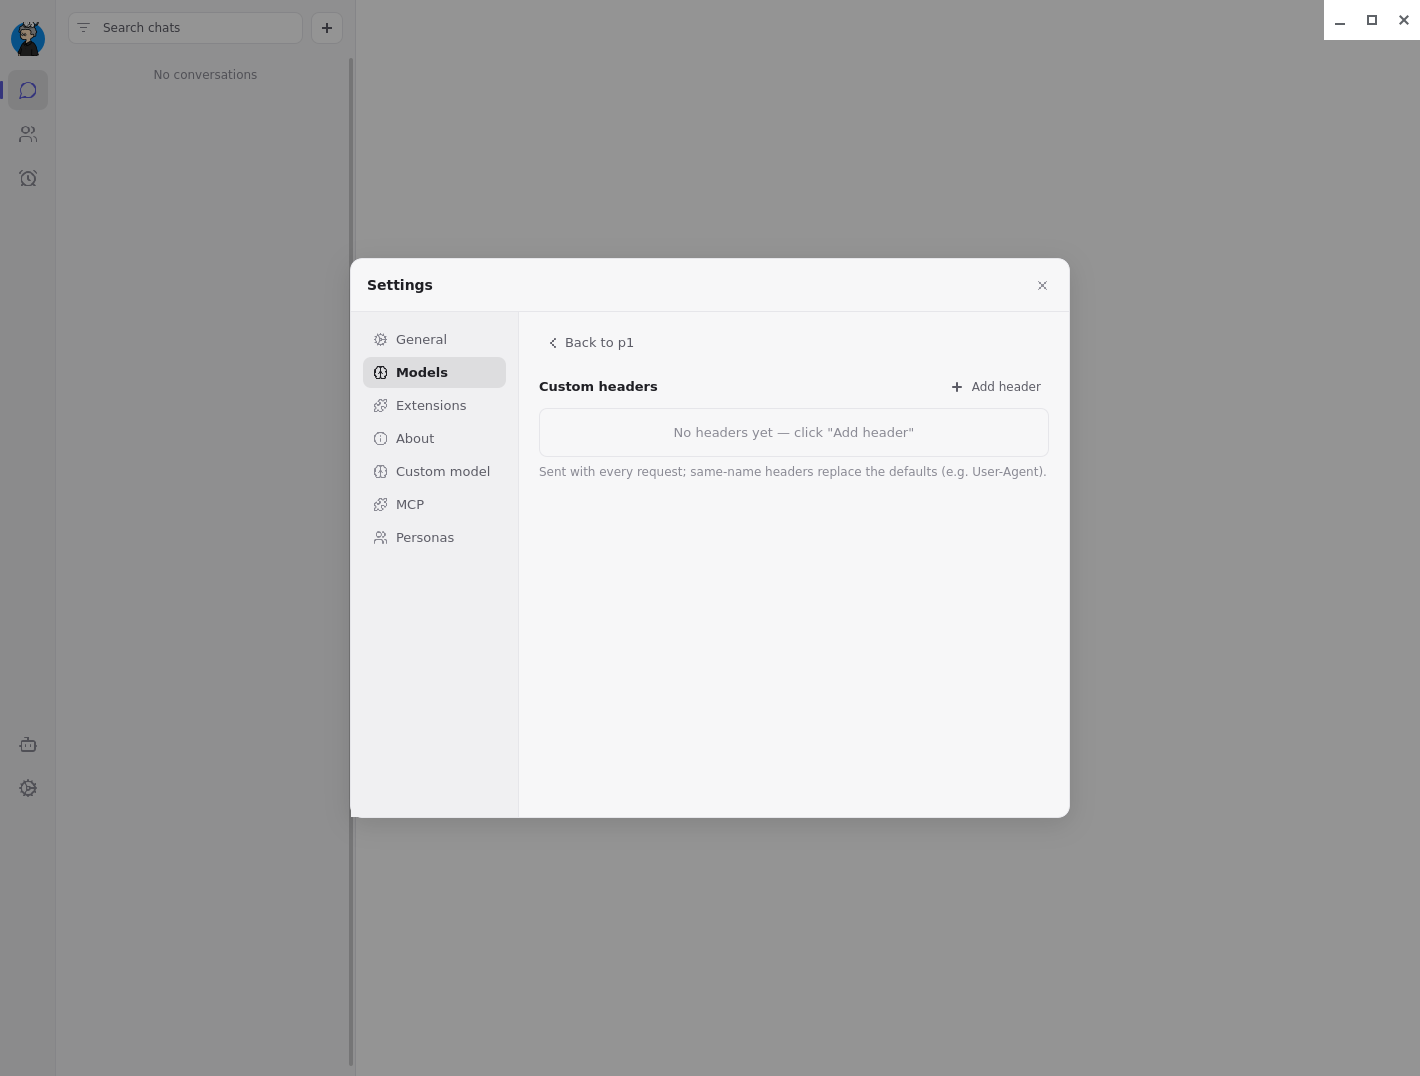 Search chats
No conversations
Settings
General
Models
Extensions
About
Custom model
MCP
Personas
Back to p1
Custom headers
Add header
No headers yet — click "Add header"
Sent with every request; same-name headers replace the defaults (e.g. User-Agent).